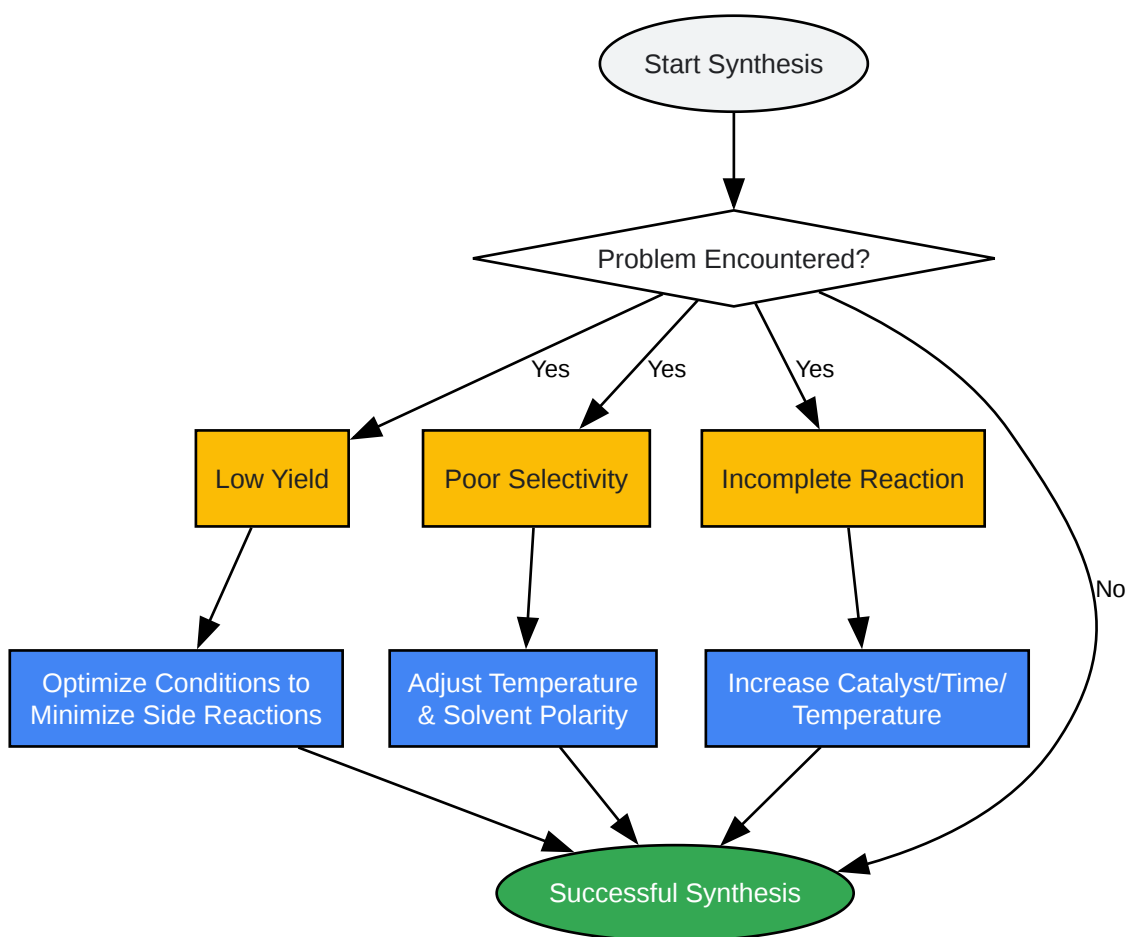 Start Synthesis
Problem Encountered?
Yes
Yes
Yes
Low Yield
Poor Selectivity
Incomplete Reaction
No
Optimize Conditions to
Minimize Side Reactions
Adjust Temperature
& Solvent Polarity
Increase Catalyst/Time/
Temperature
Successful Synthesis